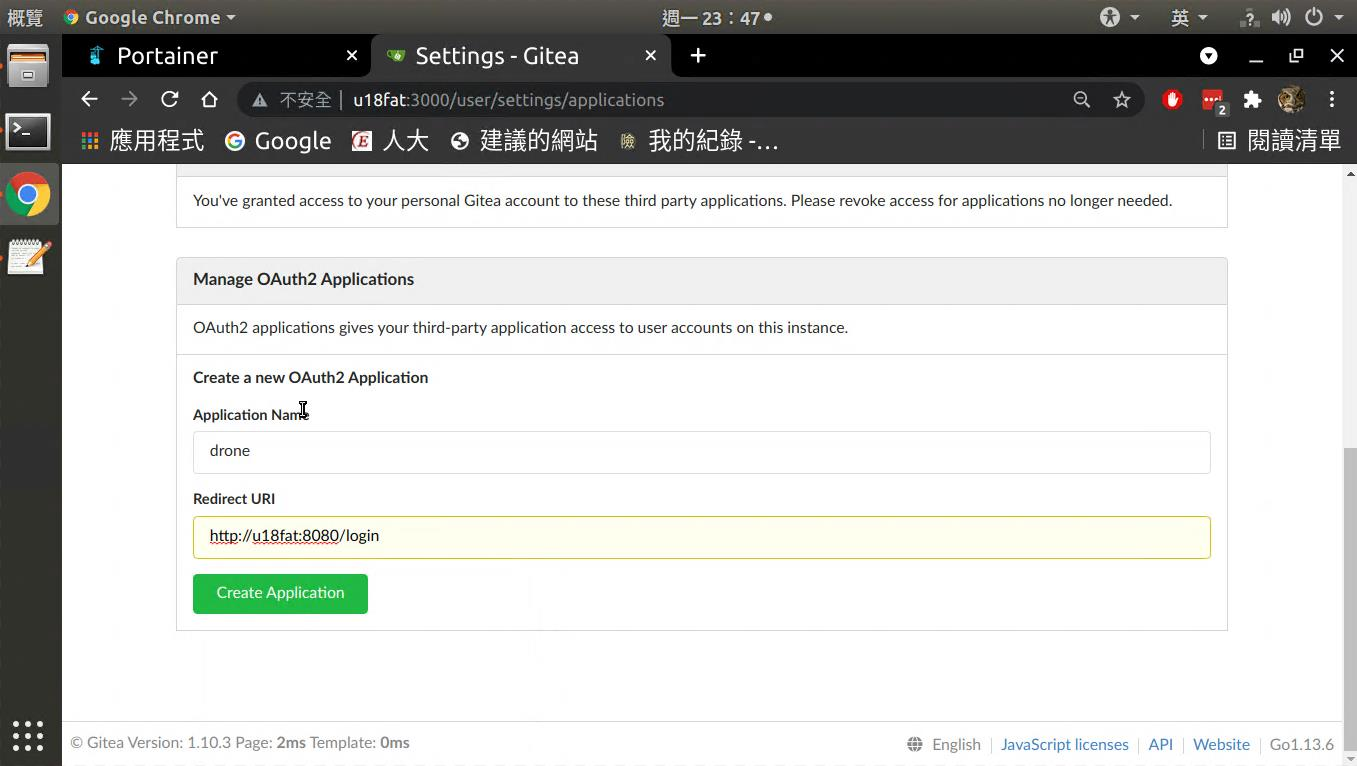 概覽 Google Chrome 週一 23：47 英
Portainer Settings - Gitea
不安全 u18fat:3000/user/settings/applications 2
應用程式 Google 人大 建議的網站 我的紀錄 -... 閱讀清單
You've granted access to your personal Gitea account to these third party applications. Please revoke access for applications no longer needed.
Manage OAuth2 Applications
OAuth2 applications gives your third-party application access to user accounts on this instance.
Create a new OAuth2 Application
Application Name
drone
Redirect URI
http://u18fat:8080/login
Create Application
© Gitea Version: 1.10.3 Page: 2ms Template: 0ms English JavaScript licenses API Website Go1.13.6